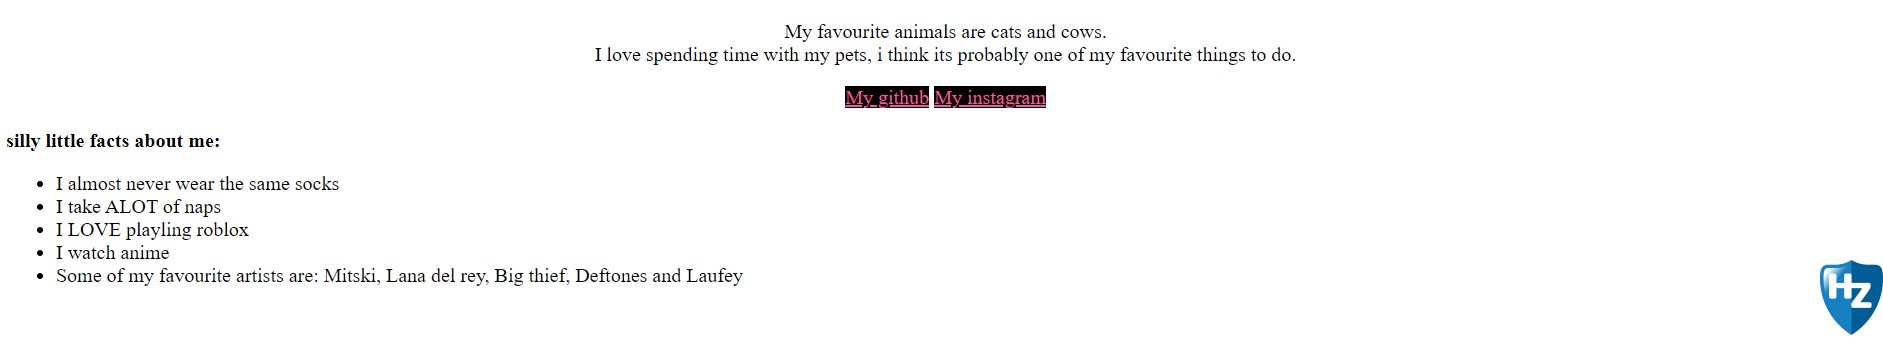 My favourite animals are cats and cows.
I love spending time with my pets, i think its probably one of my favourite things to do.
My github My instagram
silly little facts about me:
I almost never wear the same socks
I take ALOT of naps
I LOVE playling roblox
I watch anime
Some of my favourite artists are: Mitski, Lana del rey, Big thief, Deftones and Laufey
HZ